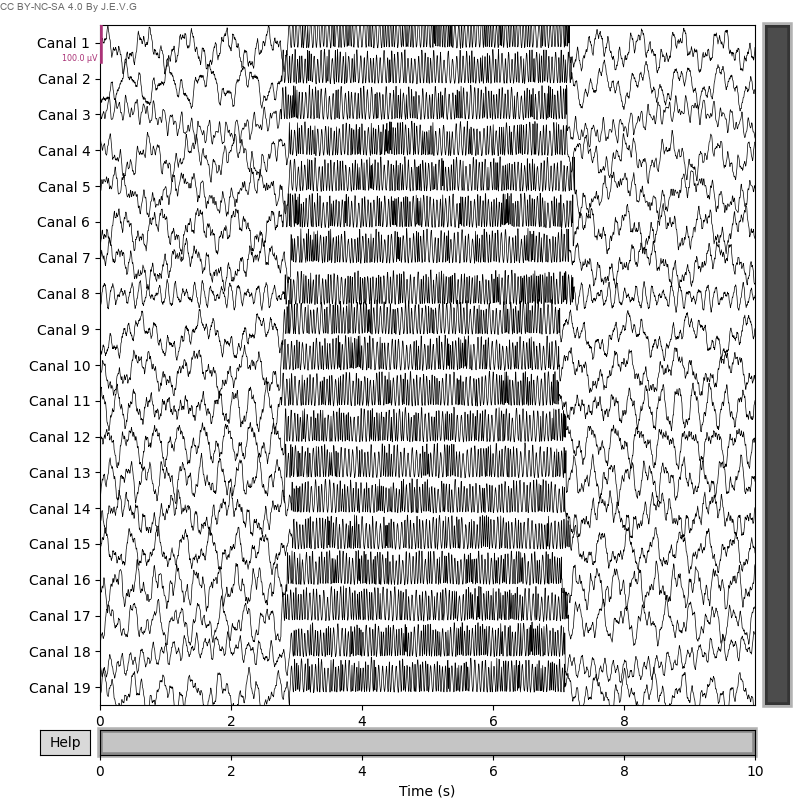 CC BY-NC-SA 4.0 By J.E.V.G
Canal 1
100.0 µV
Canal 2
Canal 3
Canal 4
Canal 5
Canal 6
Canal 7
Canal 8
Canal 9
Canal 10
Canal 11
Canal 12
Canal 13
Canal 14
Canal 15
Canal 16
Canal 17
Canal 18
Canal 19
0 2 4 6 8
Help
0 2 4 6 8 10
Time (s)